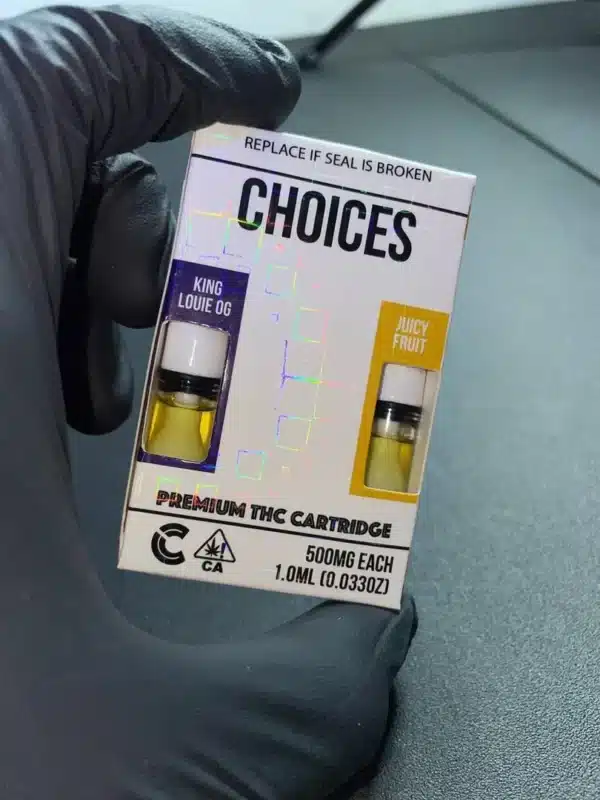 REPLACE IF SEAL IS BROKEN
CHOICES
KING
LOUIE OG
JUICY
FRUIT
PREMIUM THC CARTRIDGE
C
!
CA
500MG EACH
1.0ML (0.033OZ)